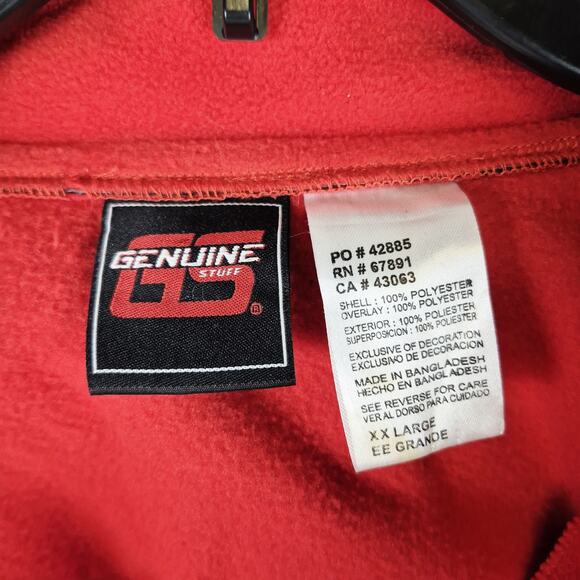 GENUINE
STUFF
GS®
PO # 42885
RN # 67891
CA # 43063
SHELL : 100% POLYESTER
OVERLAY : 100% POLYESTER
EXTERIOR : 100% POLIESTER
SUPERPOSICION : 100% POLIESTER
EXCLUSIVE OF DECORATION
EXCLUSINO DE DECORACION
MADE IN BANGLADESH
HECHO EN BANGLADESH
SEE REVERSE FOR CARE
VER AL DORSO PARA CUIDADO
XX LARGE
EE GRANDE